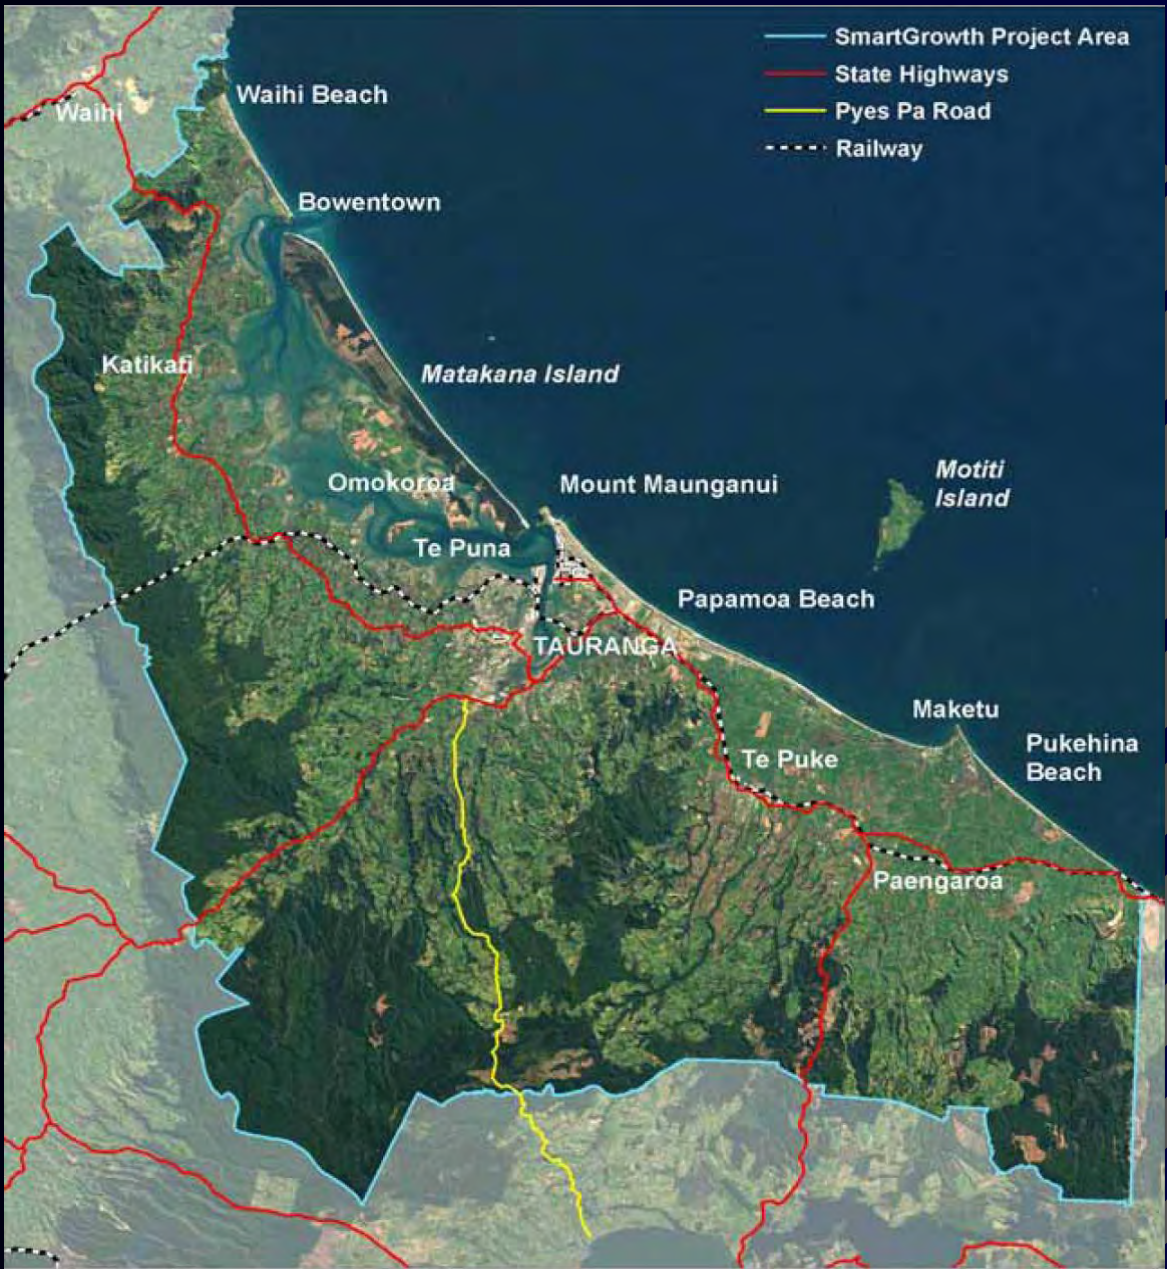 SmartGrowth Project Area
State Highways
Pyes Pa Road
Railway
Waihi Beach
Waihi
Bowentown
Katikati
Matakana Island
Omokoroa
Mount Maunganui
Motiti
Island
Te Puna
Papamoa Beach
TAURANGA
Maketu
Te Puke
Pukehina
Beach
Paengaroa